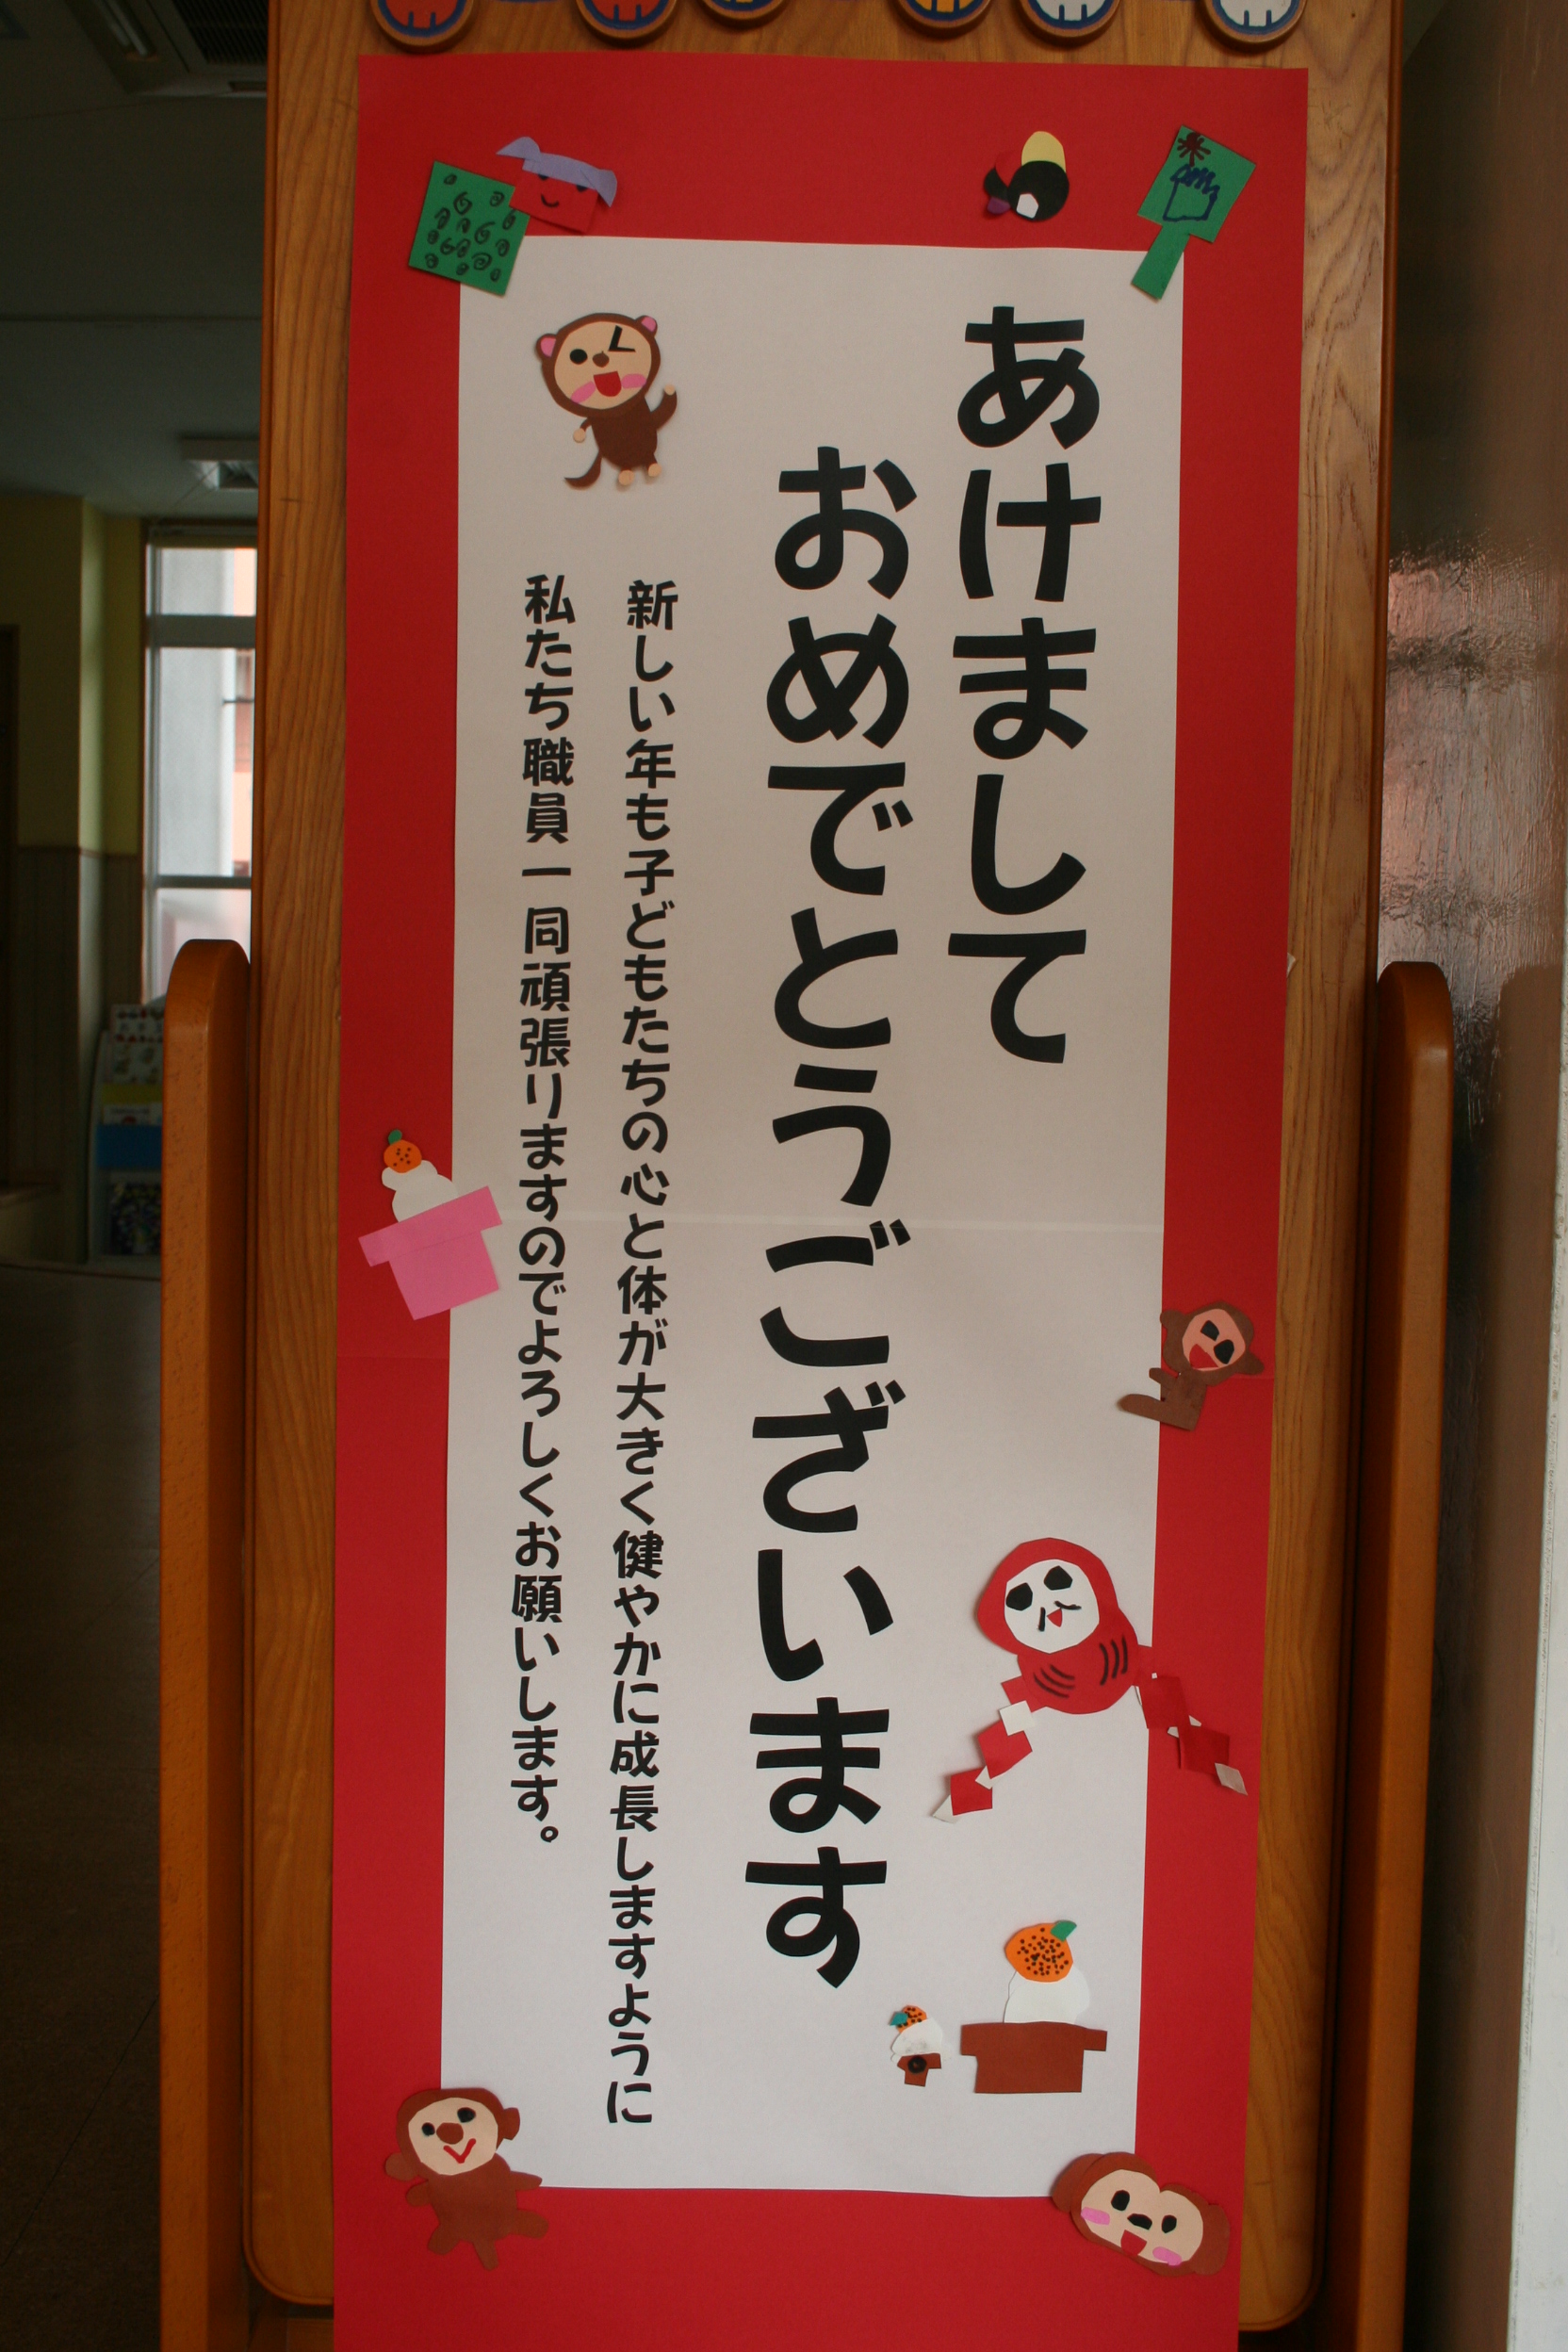 あけまして
おめでとうございます
新しい年も子どもたちの心と体が大きく健やかに成長しますように
私たち職員一同頑張りますのでよろしくお願いします。